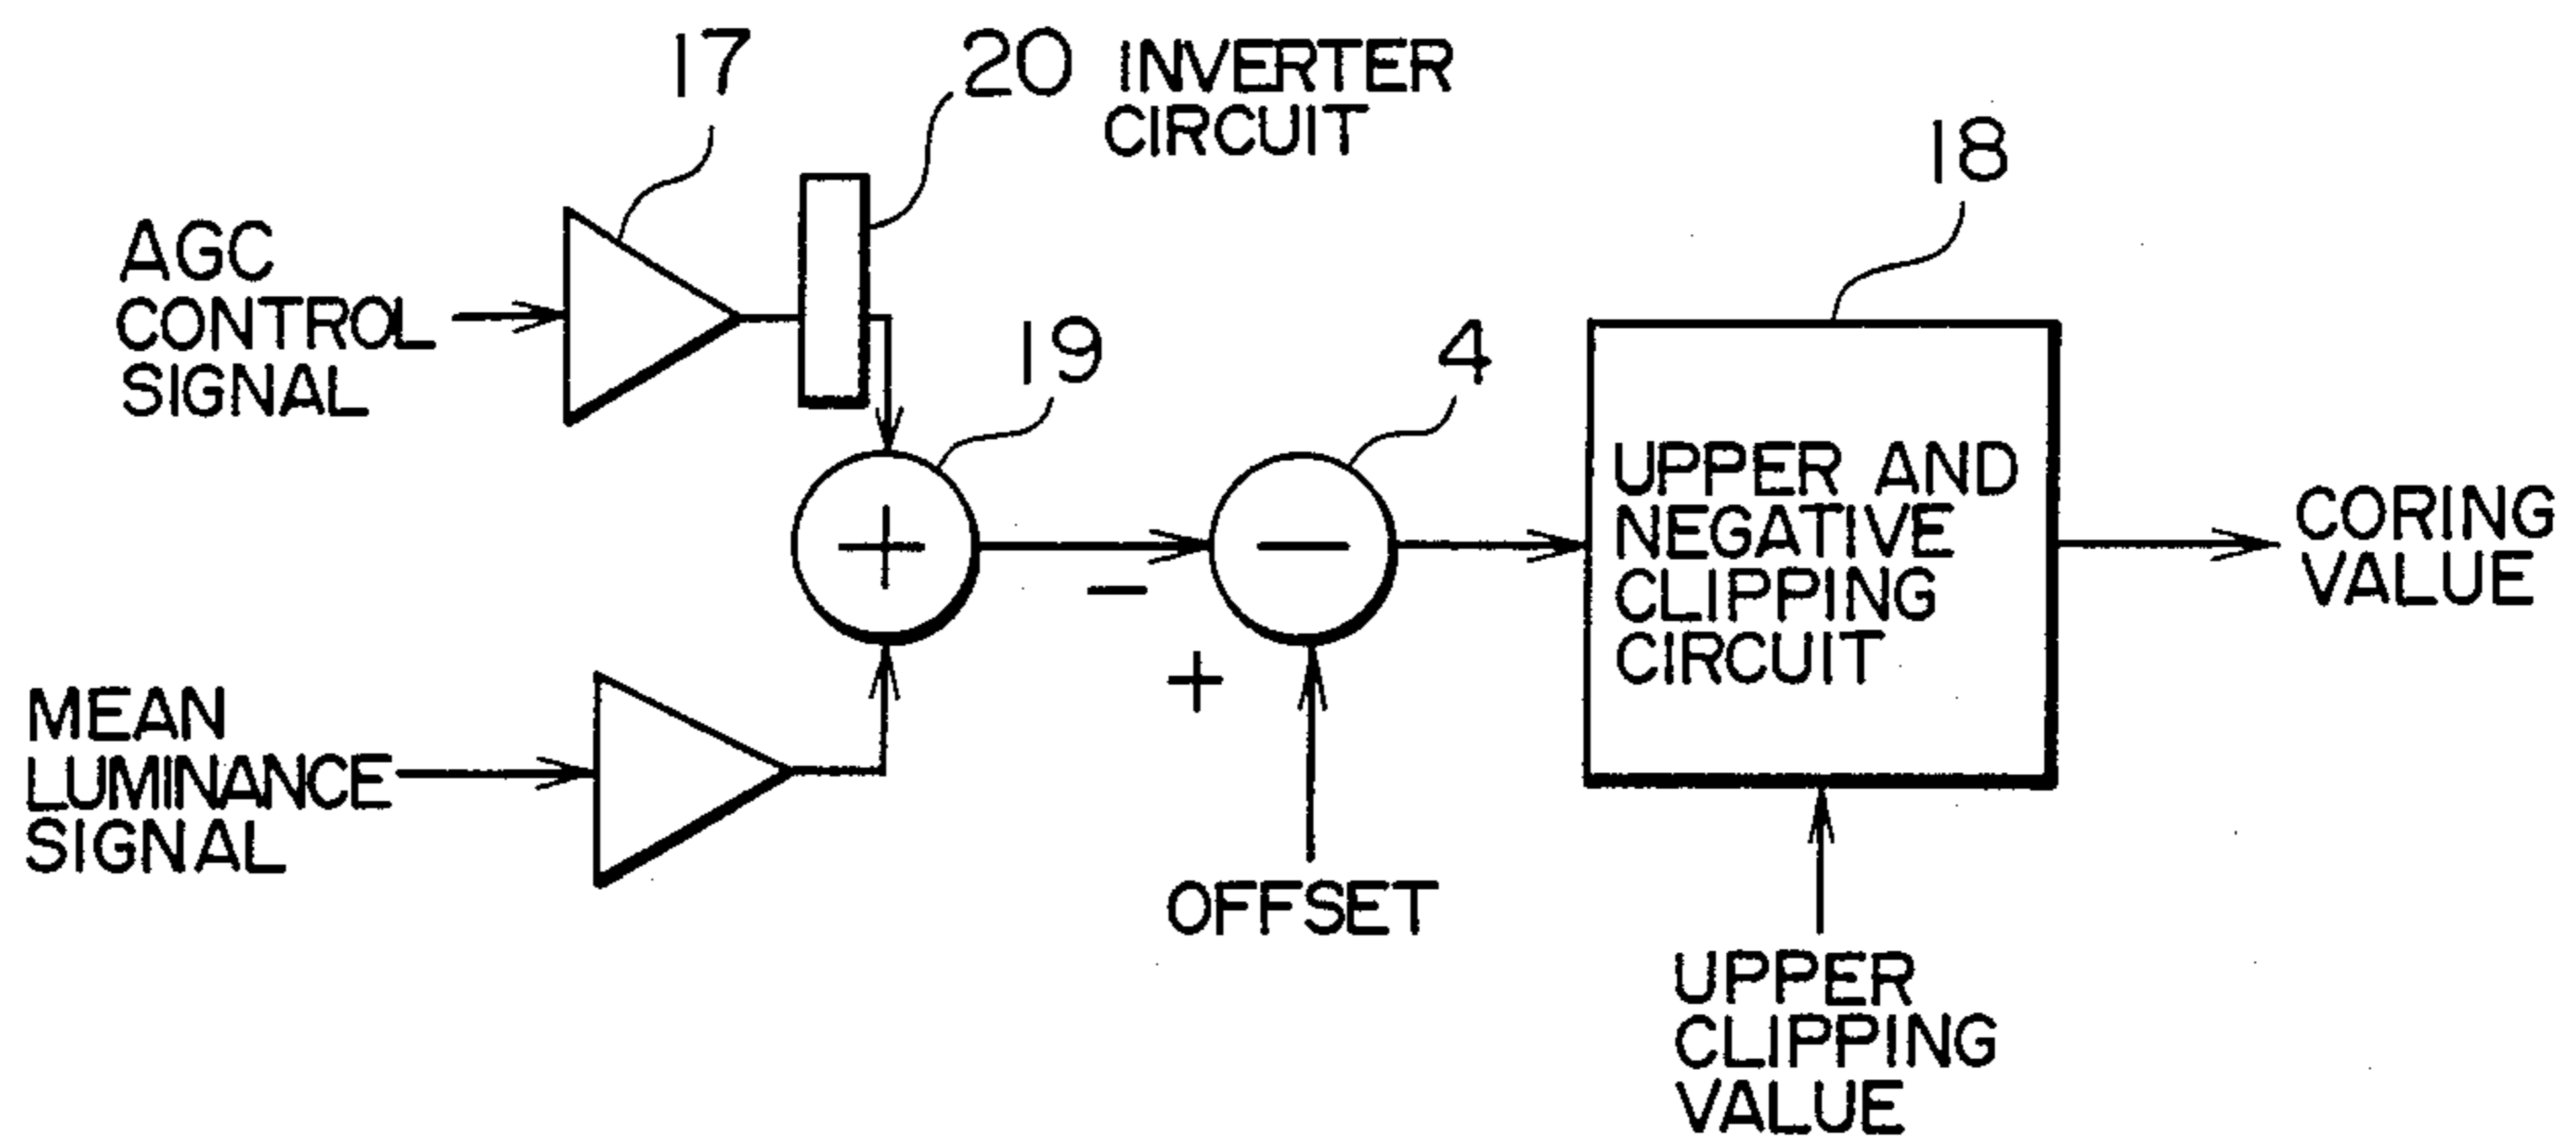 17
20 INVERTER
CIRCUIT
18
AGC
CONTROL
SIGNAL
19
4
UPPER AND
NEGATIVE
CLIPPING
CIRCUIT
CORING
VALUE
MEAN
LUMINANCE
SIGNAL
OFFSET
UPPER
CLIPPING
VALUE